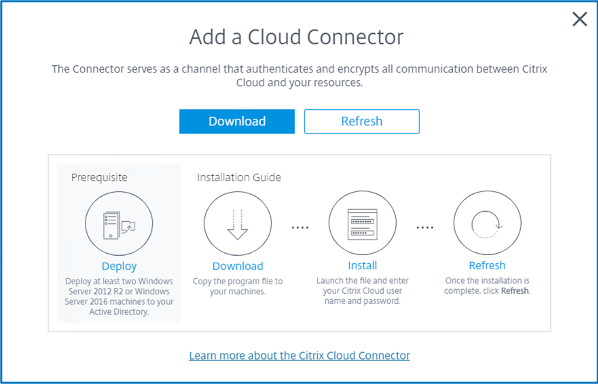 Add a Cloud Connector
The Connector serves as a channel that authenticates and encrypts all communication between Citrix
Cloud and your resources.
Download
Refresh
Prerequisite
Installation Guide
Deploy
Deploy at least two Windows
Server 2012 R2 or Windows
Server 2016 machines to your
Active Directory.
Download
Copy the program file to
your machines.
Install
Launch the file and enter
your Citrix Cloud user
name and password.
Refresh
Once the installation is
complete, click Refresh.
Learn more about the Citrix Cloud Connector